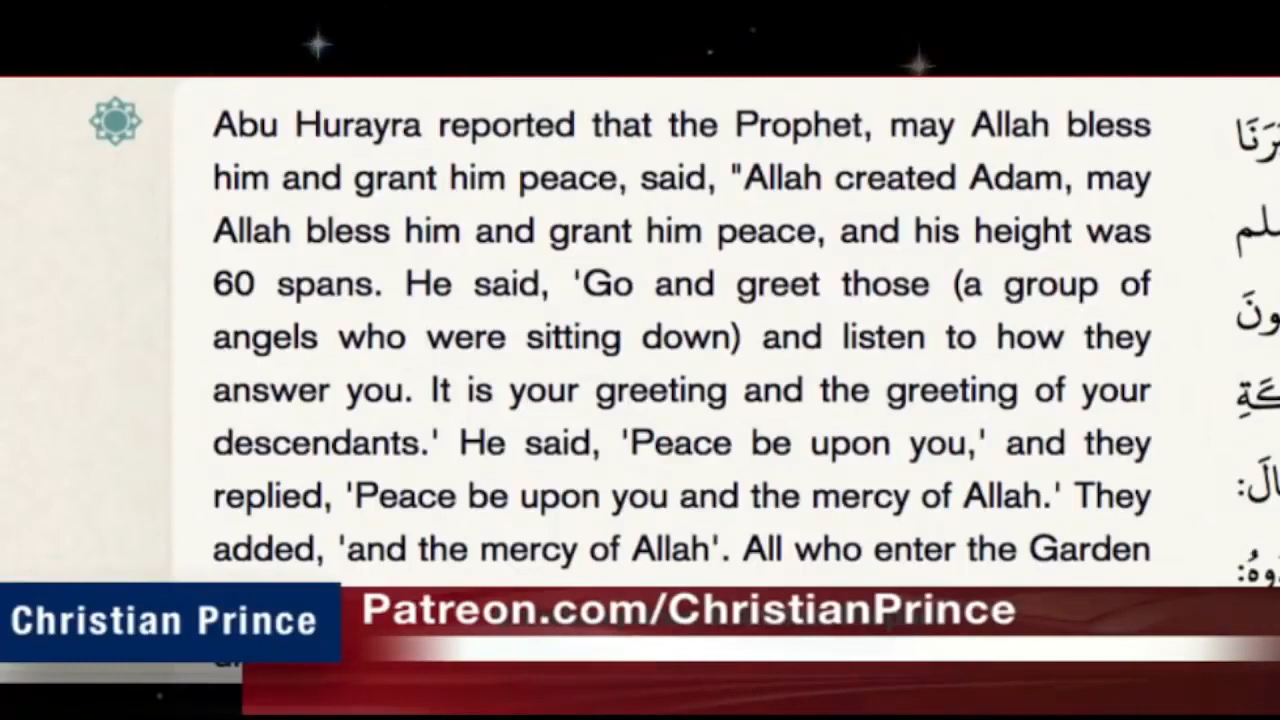 Abu Hurayra reported that the Prophet, may Allah bless
him and grant him peace, said, "Allah created Adam, may
Allah bless him and grant him peace, and his height was
60 spans. He said, 'Go and greet those (a group of
angels who were sitting down) and listen to how they
answer you. It is your greeting and the greeting of your
descendants.' He said, 'Peace be upon you,' and they
replied, 'Peace be upon you and the mercy of Allah.' They
added, 'and the mercy of Allah'. All who enter the Garden
Christian Prince
Patreon.com/ChristianPrince